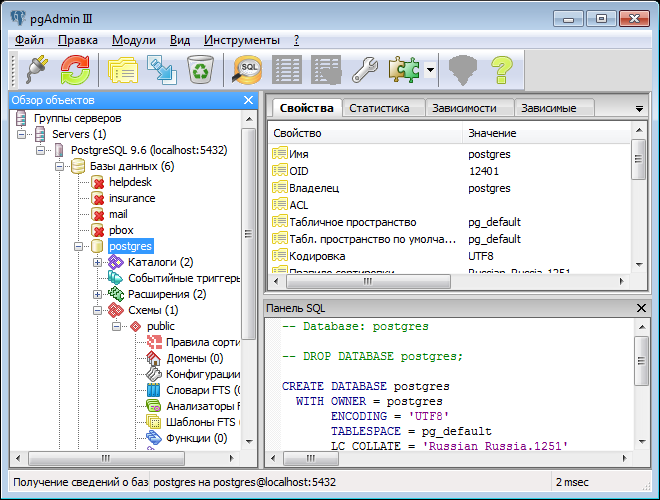 pgAdmin III
Файл Правка Модули Вид Инструменты ?
SQL
Обзор объектов
Группы серверов
Servers (1)
PostgreSQL 9.6 (localhost:5432)
Базы данных (6)
helpdesk
insurance
mail
pbox
postgres
Каталоги (2)
Событийные триггеры
Расширения (2)
Схемы (1)
public
Правила сорти
Домены (0)
Конфигурации
Словари FTS (0)
Анализаторы F
Шаблоны FTS (
Функции (0)
Свойства Статистика Зависимости Зависимые
Свойство Значение
Имя postgres
OID 12401
Владелец postgres
ACL
Табличное пространство pg_default
Табл. пространство по умолча... pg_default
Кодировка UTF8
Правило сортировки Russian_Russia.1251
Панель SQL
-- Database: postgres
-- DROP DATABASE postgres;
CREATE DATABASE postgres
WITH OWNER = postgres
ENCODING = 'UTF8'
TABLESPACE = pg_default
LC_COLLATE = 'Russian_Russia.1251'
Получение сведений о баз postgres на postgres@localhost:5432 2 msec